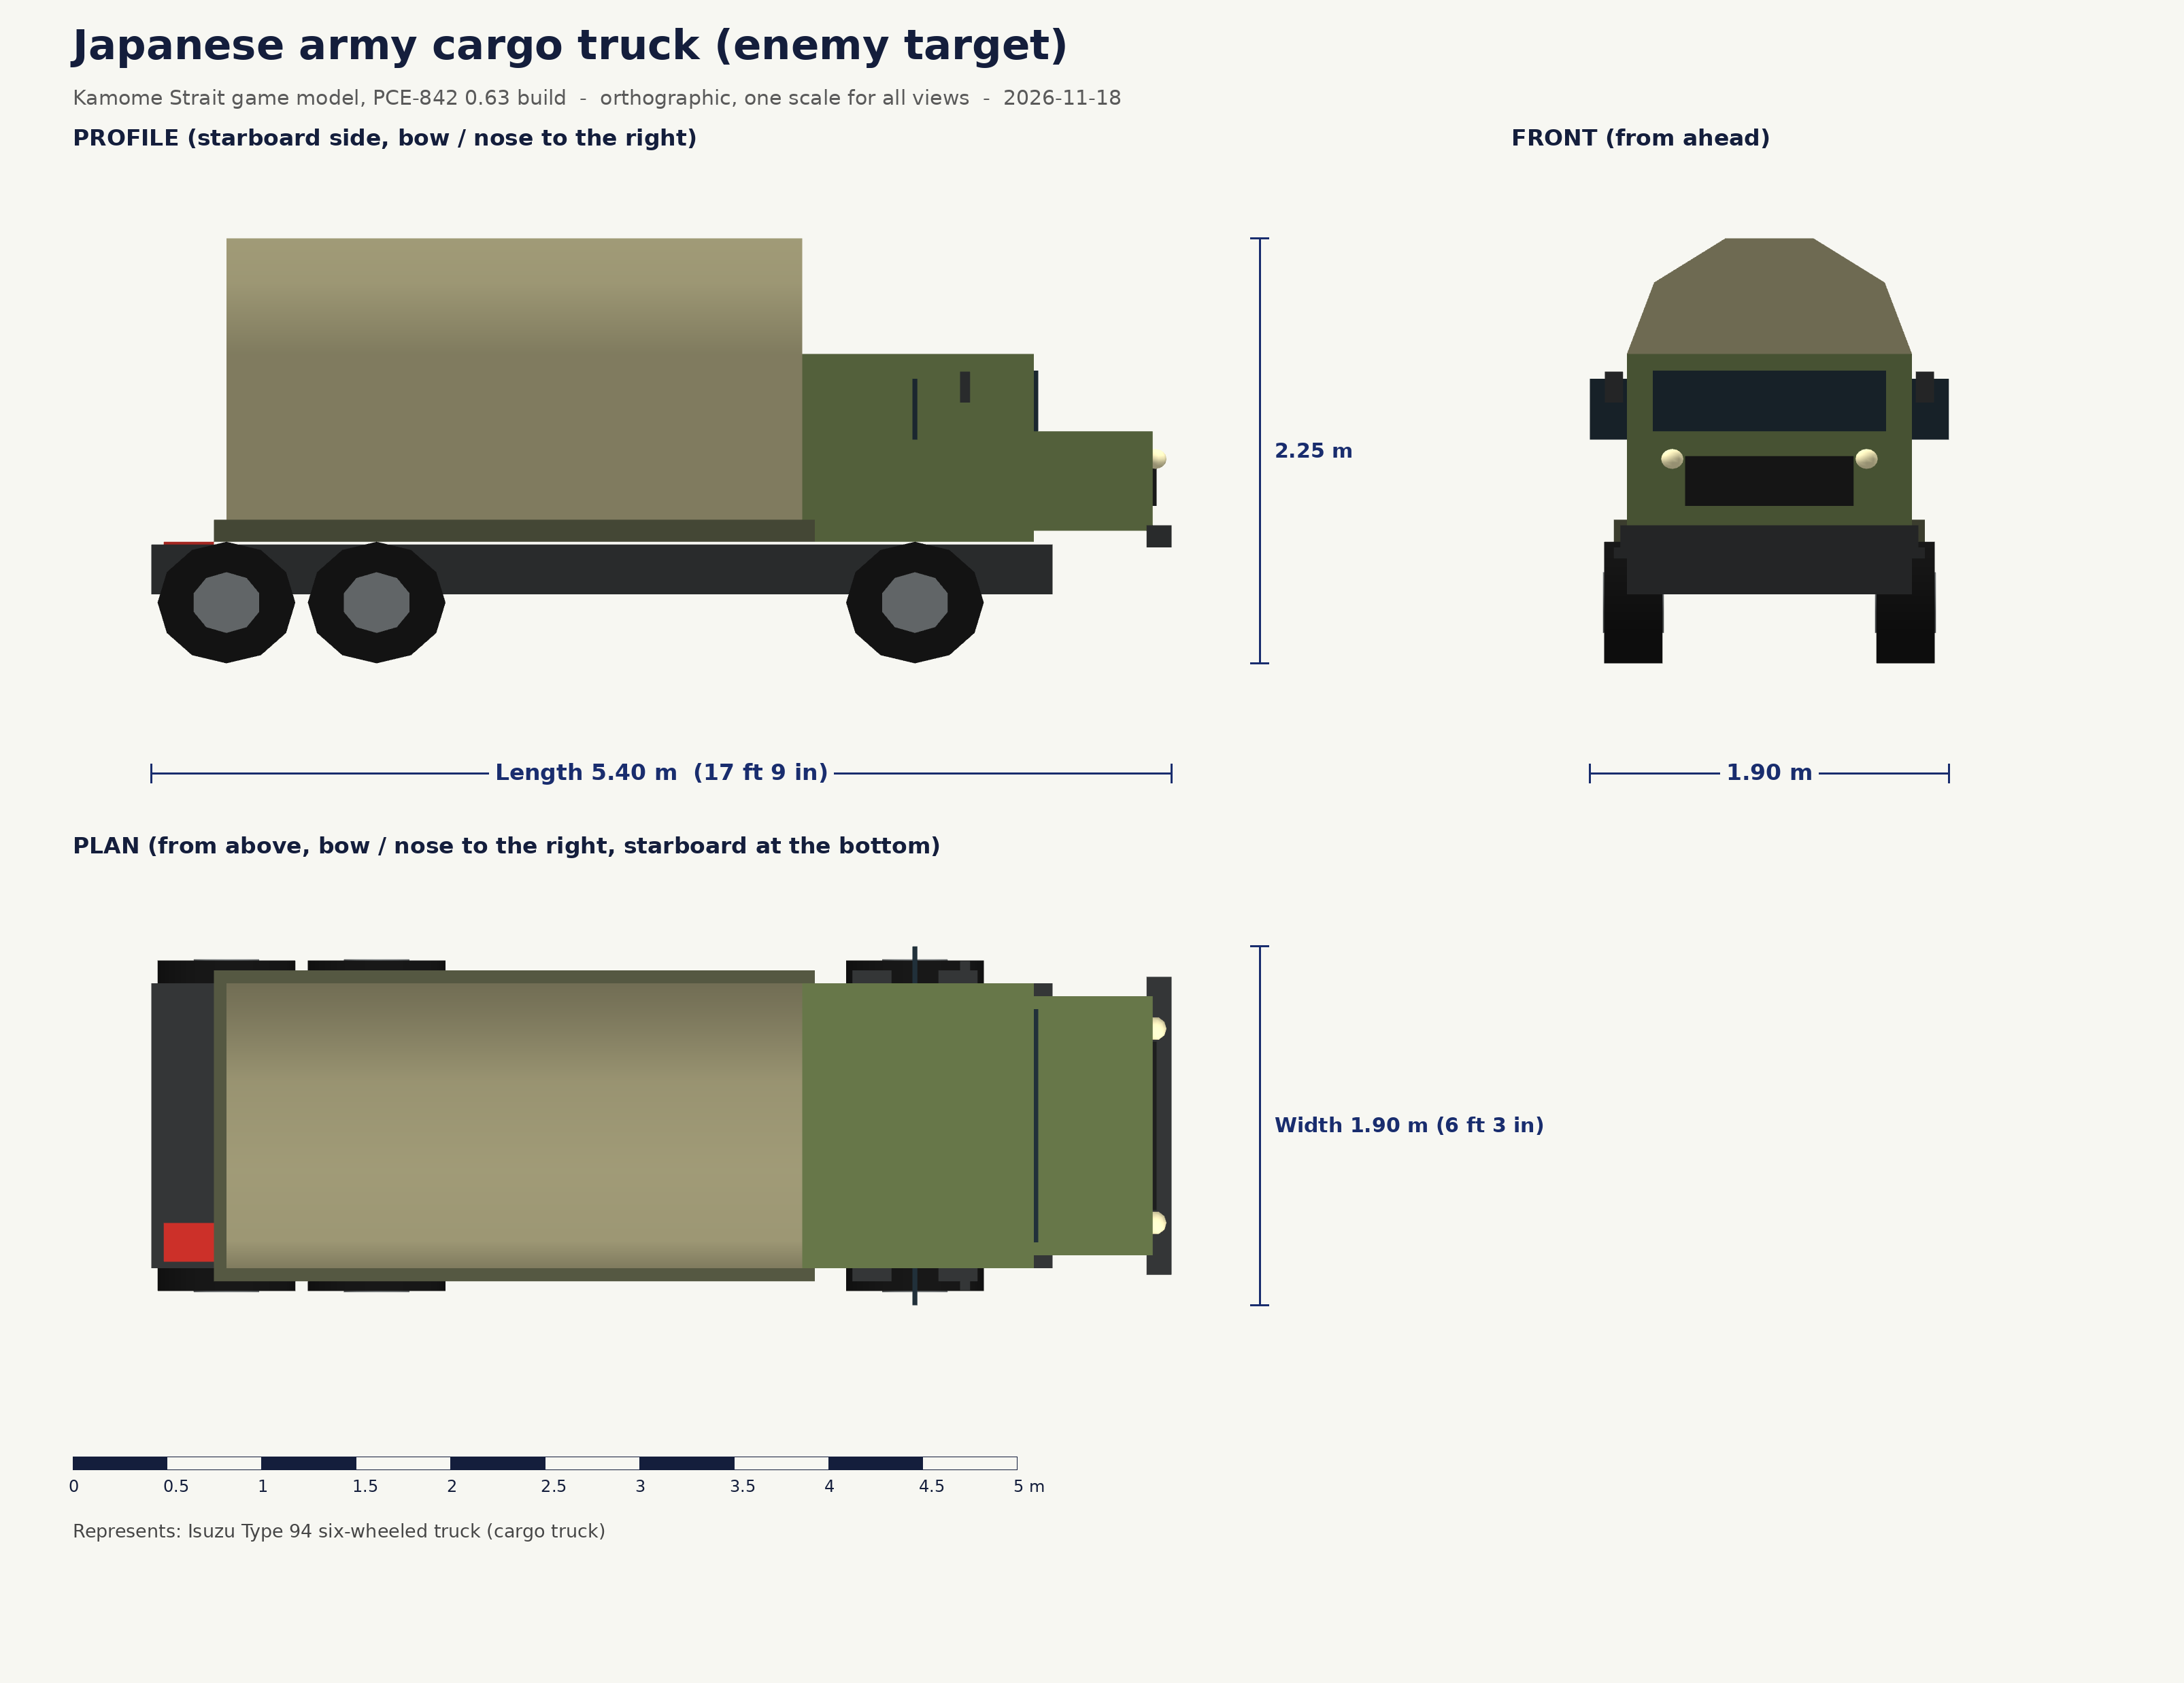 Japanese army cargo truck (enemy target)
Kamome Strait game model, PCE-842 0.63 build - orthographic, one scale for all views - 2026-11-18
PROFILE (starboard side, bow / nose to the right)
FRONT (from ahead)
2.25 m
Length 5.40 m (17 ft 9 in)
1.90 m
PLAN (from above, bow / nose to the right, starboard at the bottom)
Width 1.90 m (6 ft 3 in)
0 0.5 1 1.5 2 2.5 3 3.5 4 4.5 5 m
Represents: Isuzu Type 94 six-wheeled truck (cargo truck)